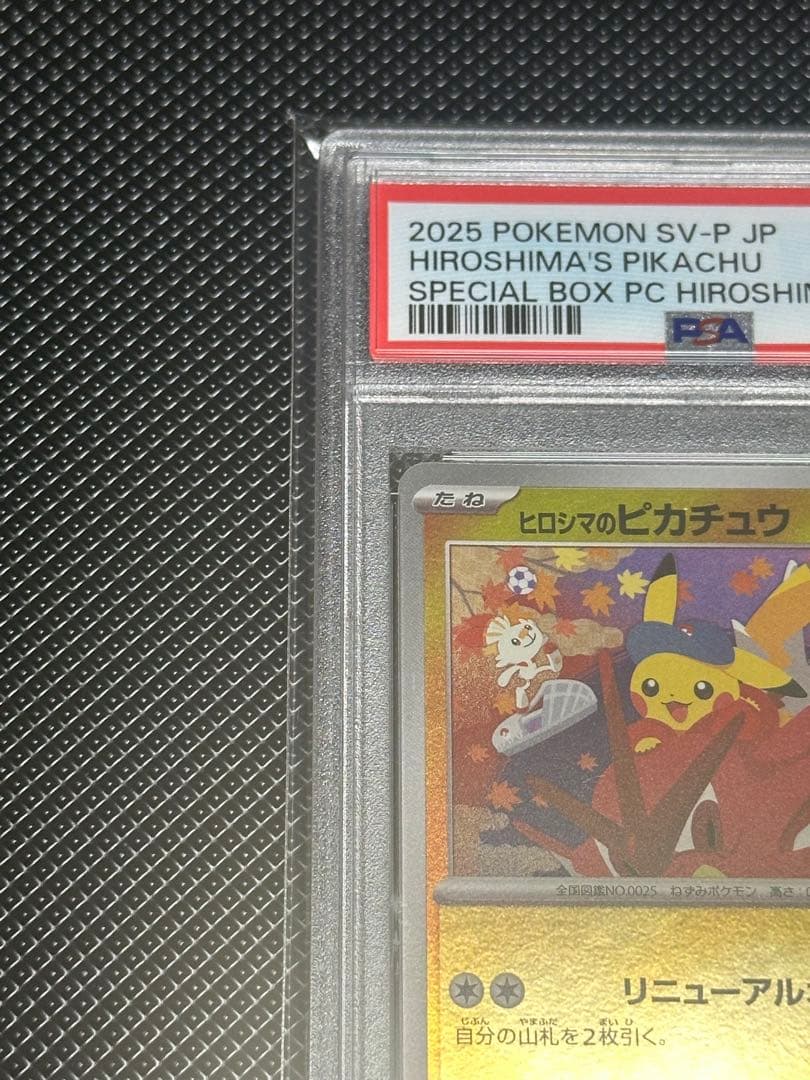 2025 POKEMON SV-P JP
HIROSHIMA'S PIKACHU
SPECIAL BOX PC HIROSHIM
PSA
たね
ヒロシマのピカチュウ
全国図鑑NO.0025 ねずみポケモン 高さ:0
リニューアル
じぶん やまふだ まい ひ
自分の山札を2枚引く。